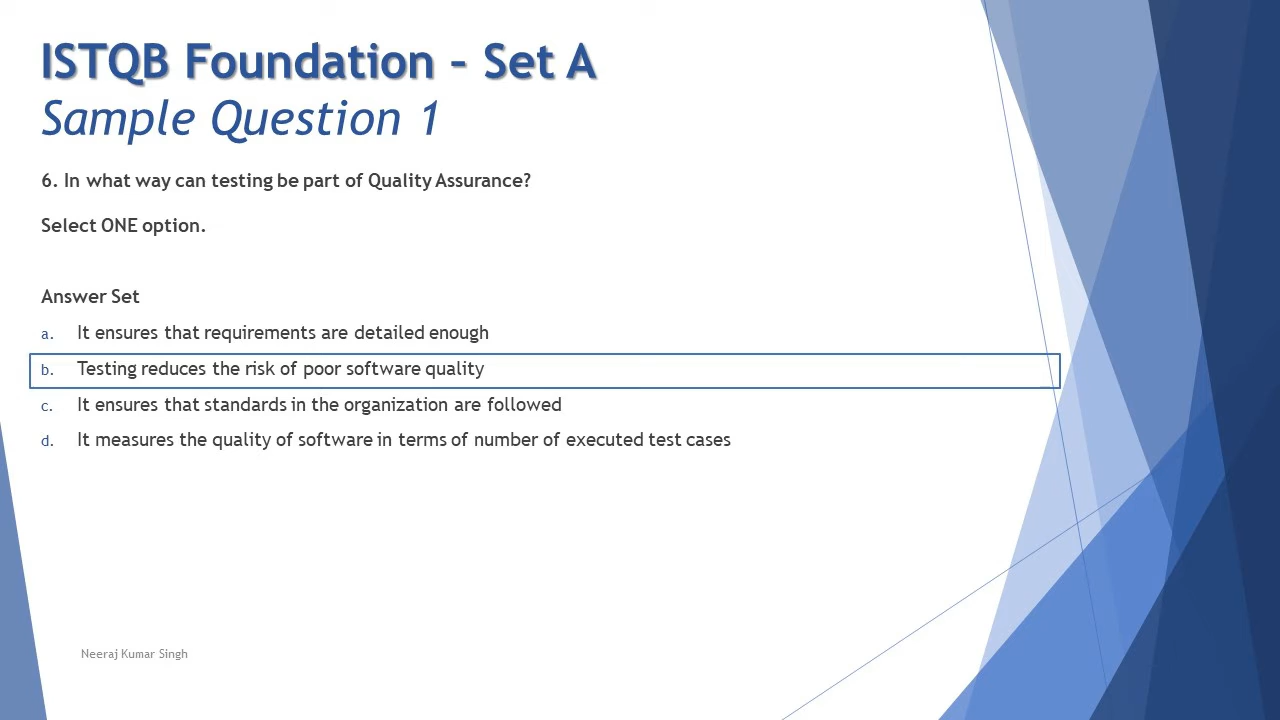 ISTQB Foundation – Set A
Sample Question 1
6. In what way can testing be part of Quality Assurance?
Select ONE option.
Answer Set
a. It ensures that requirements are detailed enough
b. Testing reduces the risk of poor software quality
c. It ensures that standards in the organization are followed
d. It measures the quality of software in terms of number of executed test cases
Neeraj Kumar Singh